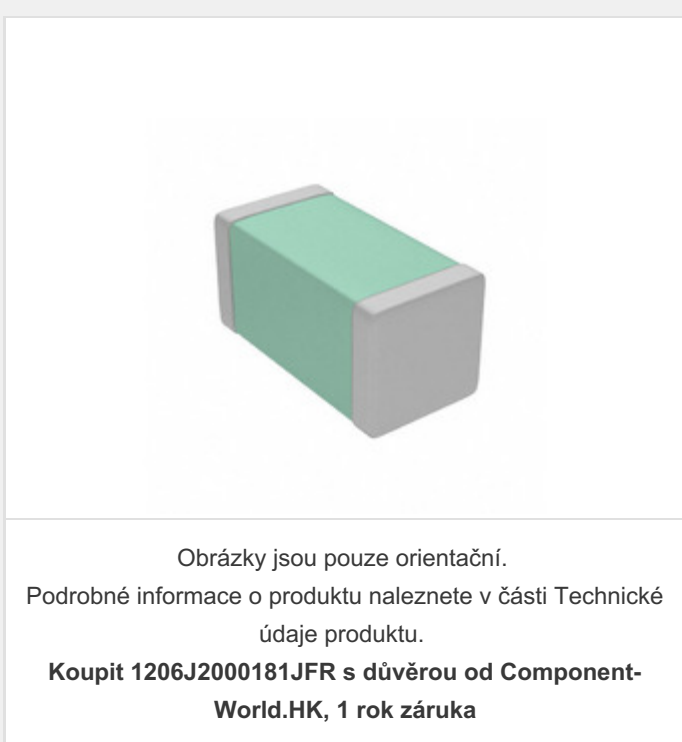 Obrázky jsou pouze orientační.
Podrobné informace o produktu naleznete v části Technické
údaje produktu.
Koupit 1206J2000181JFR s důvěrou od Component-
World.HK, 1 rok záruka